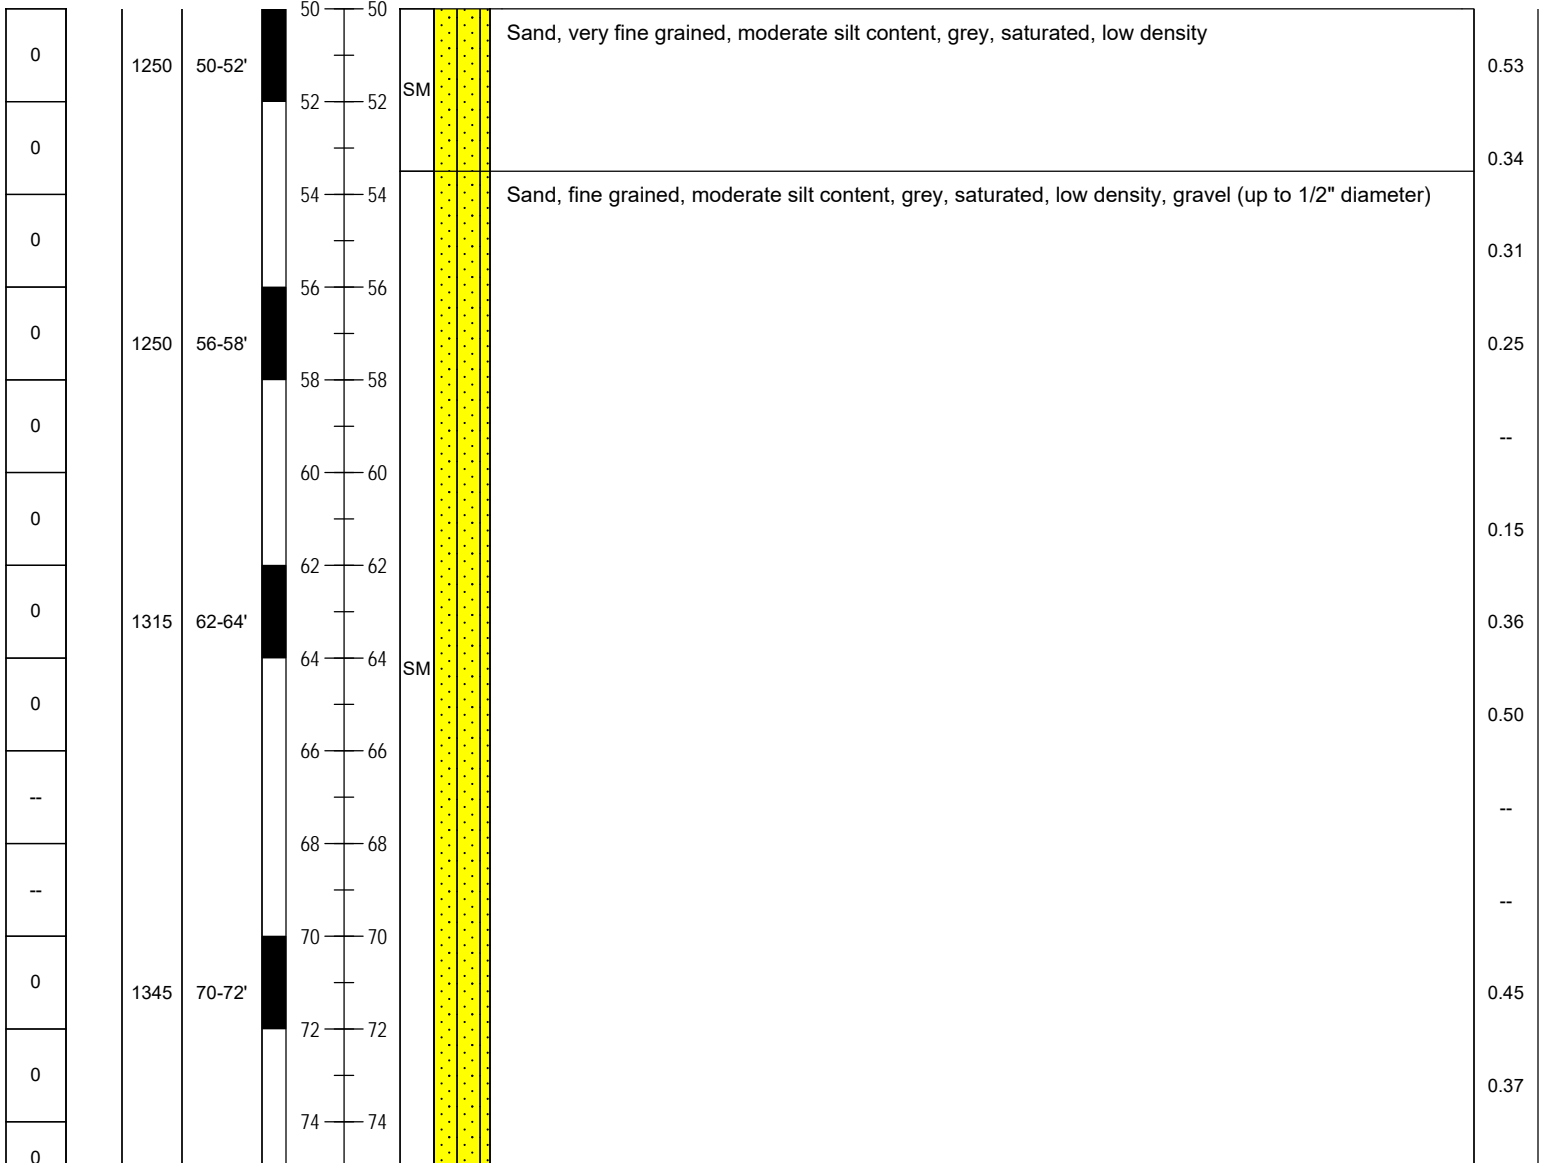 50 50
Sand, very fine grained, moderate silt content, grey, saturated, low density
0 1250 50-52' 0.53
SM
52 52
0 0.34
54 54 Sand, fine grained, moderate silt content, grey, saturated, low density, gravel (up to 1/2" diameter)
0 0.31
56 56
0 1250 56-58' 0.25
58 58
0 --
60 60
0 0.15
62 62
0 1315 62-64' 0.36
64 64
SM
0 0.50
66 66
-- --
68 68
-- --
70 70
0 1345 70-72' 0.45
72 72
0 0.37
74 74
0